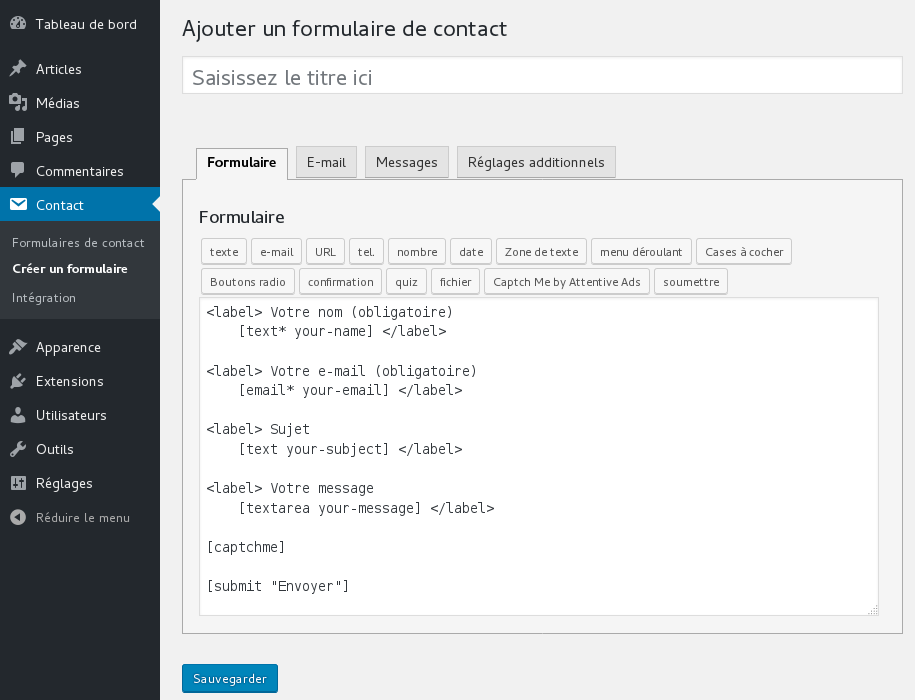 Tableau de bord
Articles
Médias
Pages
Commentaires
Contact
Formulaires de contact
Créer un formulaire
Intégration
Apparence
Extensions
Utilisateurs
Outils
Réglages
Réduire le menu
Ajouter un formulaire de contact
Saisissez le titre ici
Formulaire E-mail Messages Réglages additionnels
Formulaire
texte e-mail URL tel. nombre date Zone de texte menu déroulant Cases à cocher
Boutons radio confirmation quiz fichier Captch Me by Attentive Ads soumettre
<label> Votre nom (obligatoire)
    [text* your-name] </label>
<label> Votre e-mail (obligatoire)
    [email* your-email] </label>
<label> Sujet
    [text your-subject] </label>
<label> Votre message
    [textarea your-message] </label>
[captchme]
[submit "Envoyer"]
Sauvegarder